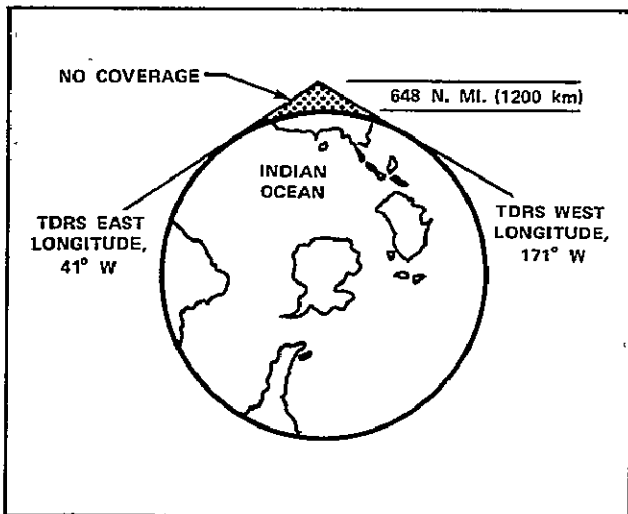 NO COVERAGE
648 N. MI. (1200 km)
INDIAN
OCEAN
TDRS EAST
LONGITUDE,
41° W
TDRS WEST
LONGITUDE,
171° W